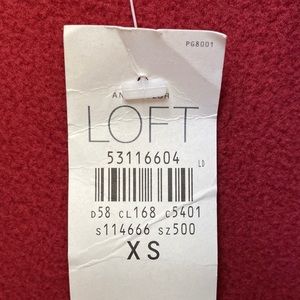 PG8001
LOFT
53116604
LD
D58 CL168 C5401
S114666 SZ500
XS